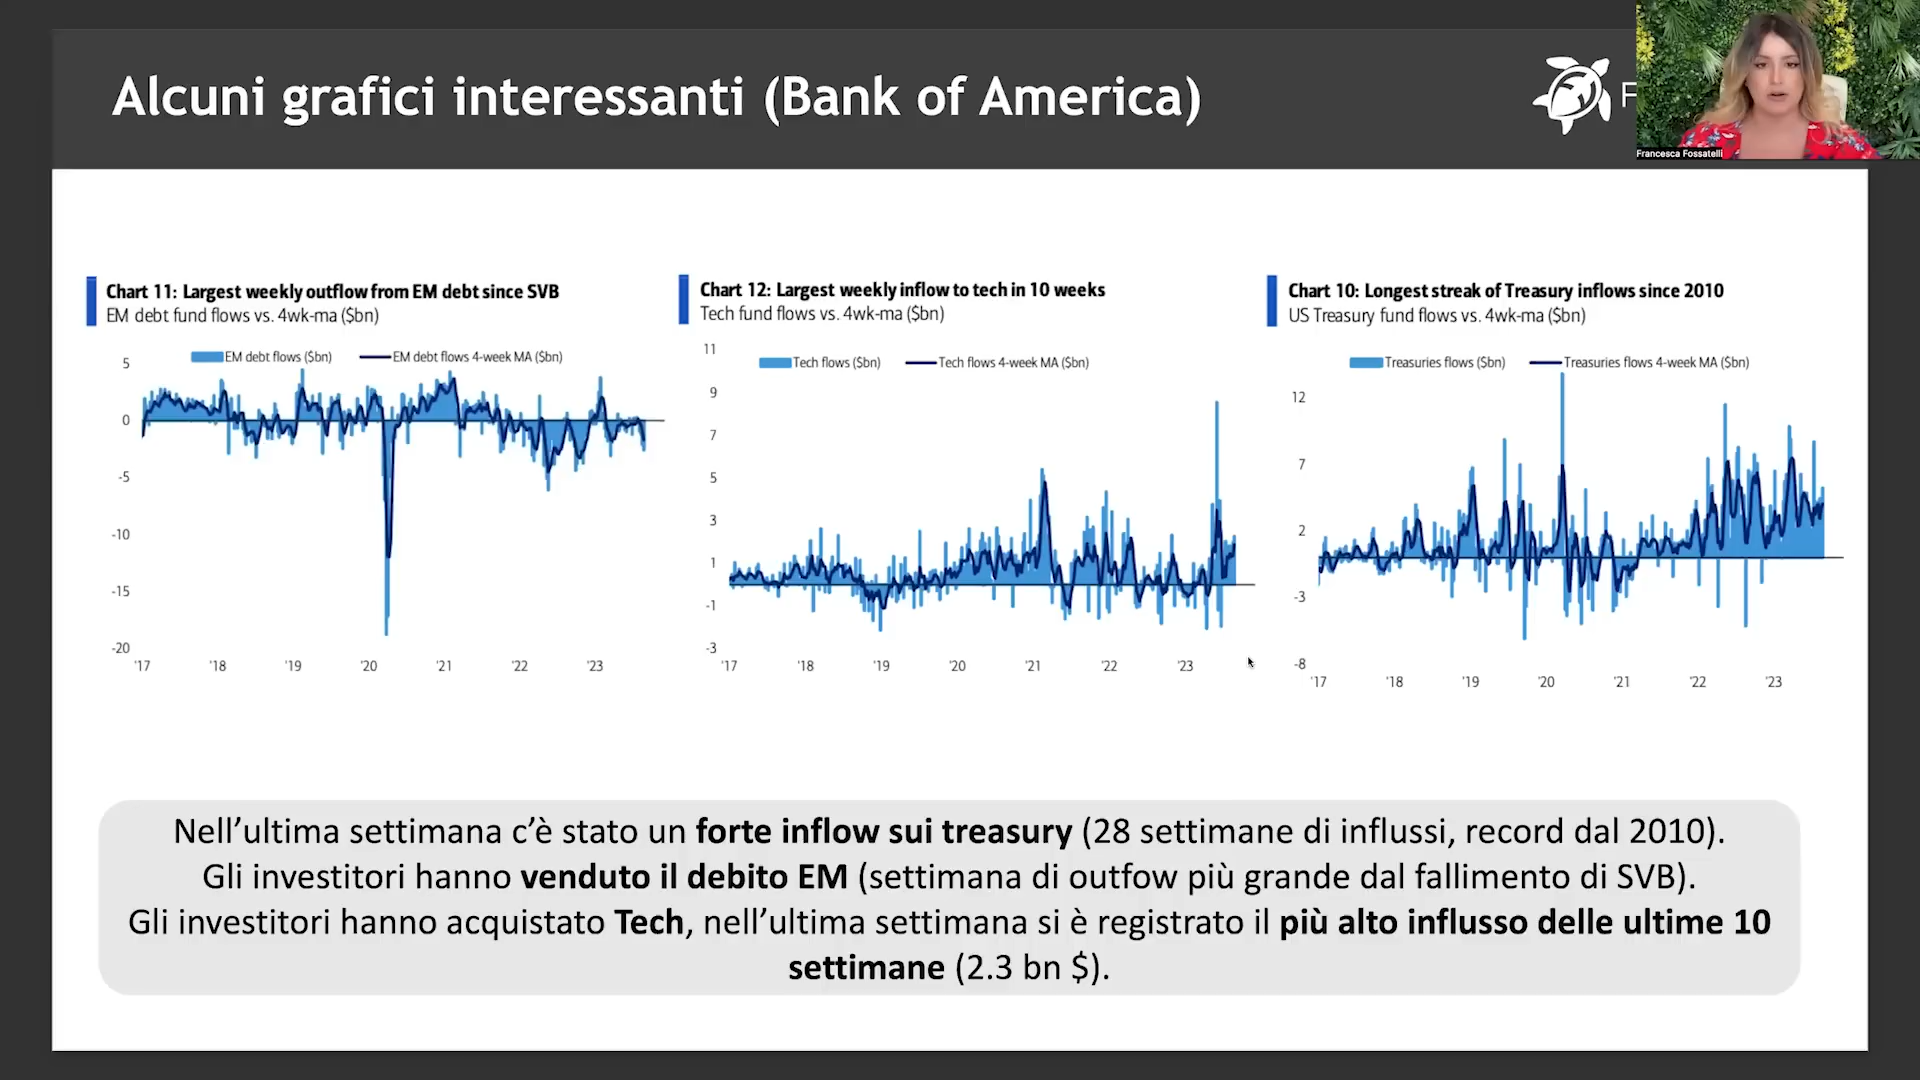 Alcuni grafici interessanti (Bank of America)
F
Francesca Fossatelli
Chart 11: Largest weekly outflow from EM debt since SVB
EM debt fund flows vs. 4wk-ma ($bn)
EM debt flows ($bn)
EM debt flows 4-week MA ($bn)
5
0
-5
-10
-15
-20
'17 '18 '19 '20 '21 '22 '23
Chart 12: Largest weekly inflow to tech in 10 weeks
Tech fund flows vs. 4wk-ma ($bn)
Tech flows ($bn)
Tech flows 4-week MA ($bn)
11
9
7
5
3
1
-1
-3
'17 '18 '19 '20 '21 '22 '23
Chart 10: Longest streak of Treasury inflows since 2010
US Treasury fund flows vs. 4wk-ma ($bn)
Treasuries flows ($bn)
Treasuries flows 4-week MA ($bn)
12
7
2
-3
-8
'17 '18 '19 '20 '21 '22 '23
Nell'ultima settimana c'è stato un forte inflow sui treasury (28 settimane di influssi, record dal 2010).
Gli investitori hanno venduto il debito EM (settimana di outfow più grande dal fallimento di SVB).
Gli investitori hanno acquistato Tech, nell'ultima settimana si è registrato il più alto influsso delle ultime 10
settimane (2.3 bn $).